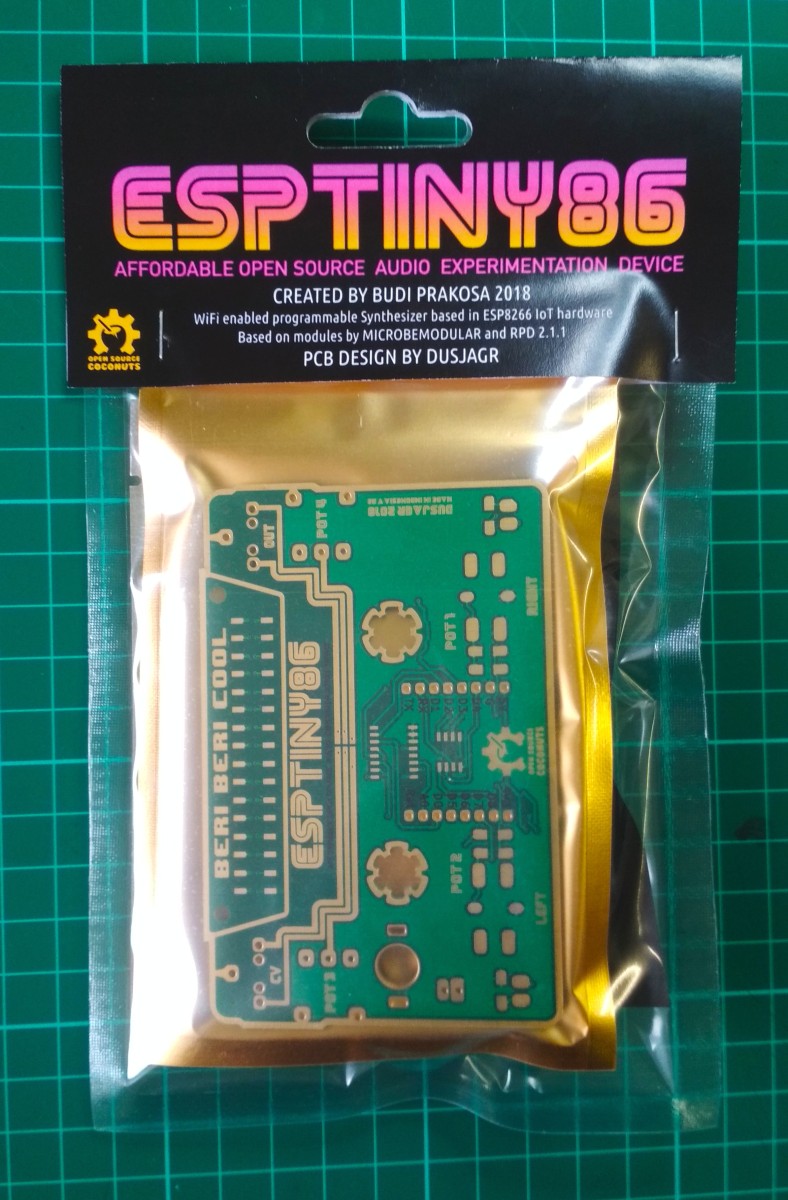 ESPTINY86
AFFORDABLE OPEN SOURCE AUDIO EXPERIMENTATION DEVICE
CREATED BY BUDI PRAKOSA 2018
WiFi enabled programmable Synthesizer based in ESP8266 IoT hardware
Based on modules by MICROBEMODULAR and RPD 2.1.1
PCB DESIGN BY DUSJAGR
OPEN SOURCE
COCONUTS
OUT
POT 4
DUSJAGR 2018
MADE IN INDONESIA
BERI BERI COOL
ESPTINY86
POT 1
RIGHT
OPEN SOURCE
COCONUTS
POT 2
LEFT
CV
POT 3